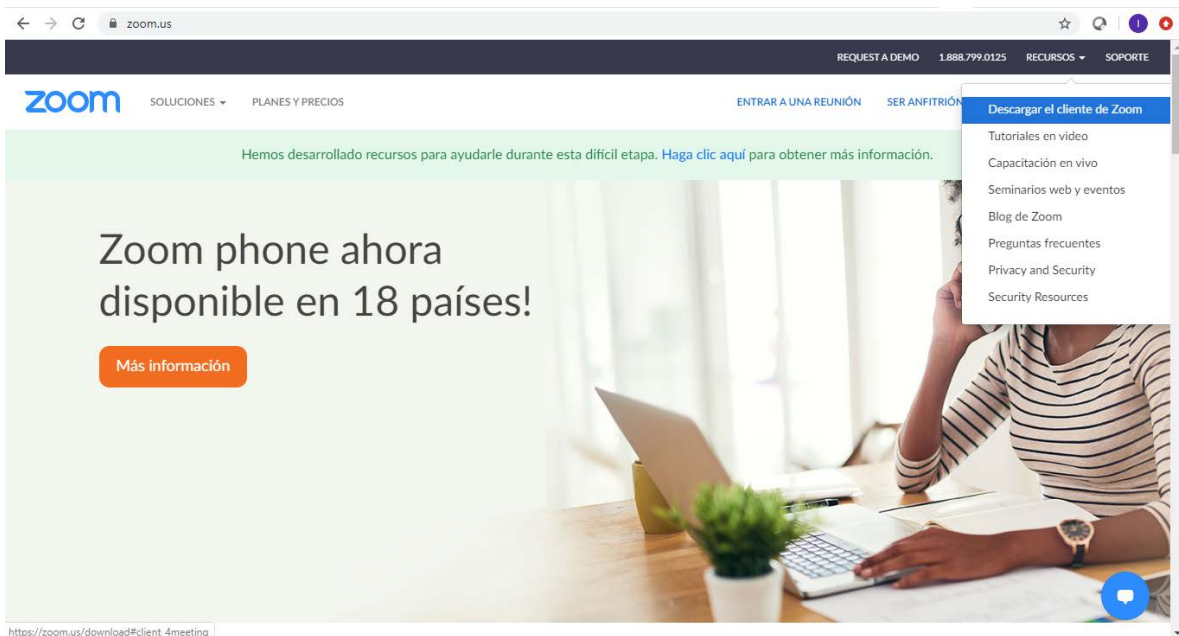 zoom.us
I
REQUEST A DEMO 1.888.799.0125 RECURSOS SOPORTE
zoom SOLUCIONES PLANES Y PRECIOS ENTRAR A UNA REUNIÓN SER ANFITRIÓN
Descargar el cliente de Zoom
Tutoriales en video
Capacitación en vivo
Seminarios web y eventos
Blog de Zoom
Preguntas frecuentes
Privacy and Security
Security Resources
Hemos desarrollado recursos para ayudarle durante esta difícil etapa. Haga clic aquí para obtener más información.
Zoom phone ahora
disponible en 18 países!
Más información
https://zoom.us/download#client_4meeting